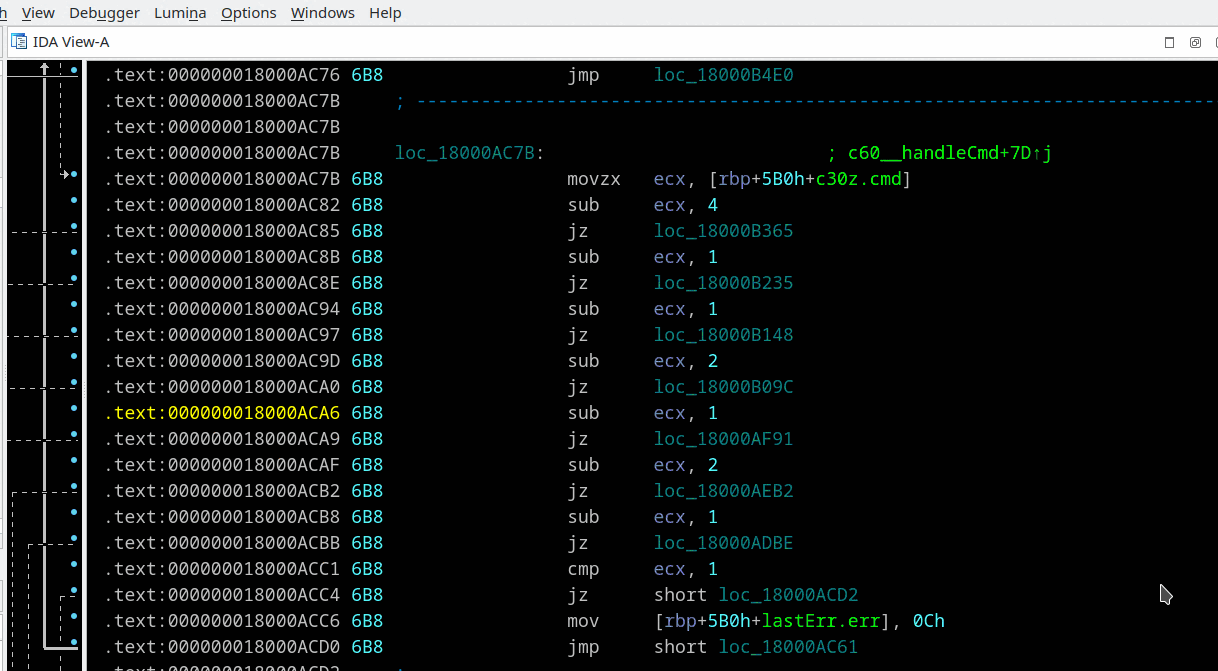 h View Debugger Lumina Options Windows Help
IDA View-A
.text:000000018000AC76 6B8 jmp loc_18000B4E0
.text:000000018000AC7B ; ---------------------------------------------------------------------------
.text:000000018000AC7B
.text:000000018000AC7B loc_18000AC7B: ; c60__handleCmd+7D↑j
.text:000000018000AC7B 6B8 movzx ecx, [rbp+5B0h+c30z.cmd]
.text:000000018000AC82 6B8 sub ecx, 4
.text:000000018000AC85 6B8 jz loc_18000B365
.text:000000018000AC8B 6B8 sub ecx, 1
.text:000000018000AC8E 6B8 jz loc_18000B235
.text:000000018000AC94 6B8 sub ecx, 1
.text:000000018000AC97 6B8 jz loc_18000B148
.text:000000018000AC9D 6B8 sub ecx, 2
.text:000000018000ACA0 6B8 jz loc_18000B09C
.text:000000018000ACA6 6B8 sub ecx, 1
.text:000000018000ACA9 6B8 jz loc_18000AF91
.text:000000018000ACAF 6B8 sub ecx, 2
.text:000000018000ACB2 6B8 jz loc_18000AEB2
.text:000000018000ACB8 6B8 sub ecx, 1
.text:000000018000ACBB 6B8 jz loc_18000ADBE
.text:000000018000ACC1 6B8 cmp ecx, 1
.text:000000018000ACC4 6B8 jz short loc_18000ACD2
.text:000000018000ACC6 6B8 mov [rbp+5B0h+lastErr.err], 0Ch
.text:000000018000ACD0 6B8 jmp short loc_18000AC61